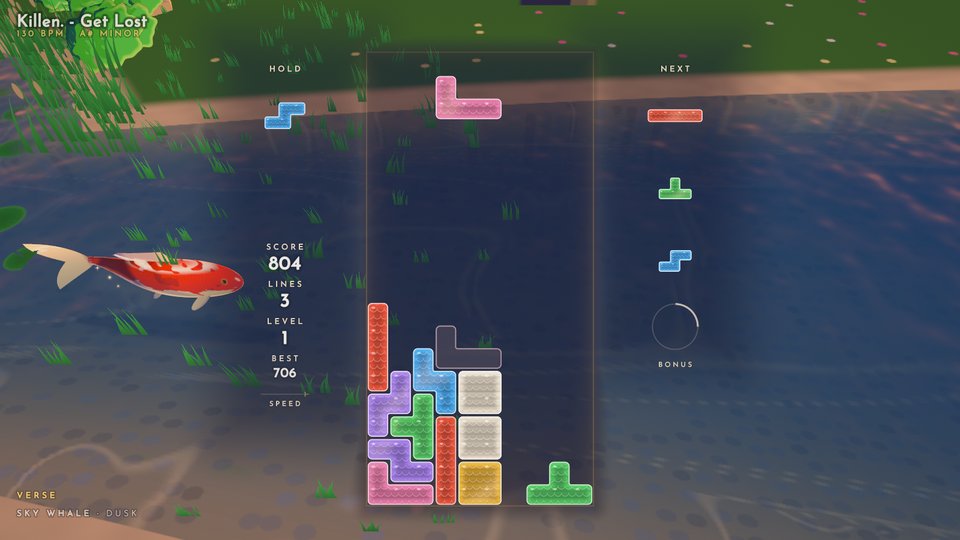 Killen. - Get Lost
130 BPM A# MINOR
HOLD
NEXT
SCORE
804
LINES
3
LEVEL
1
BEST
706
SPEED
BONUS
VERSE
SKY WHALE · DUSK